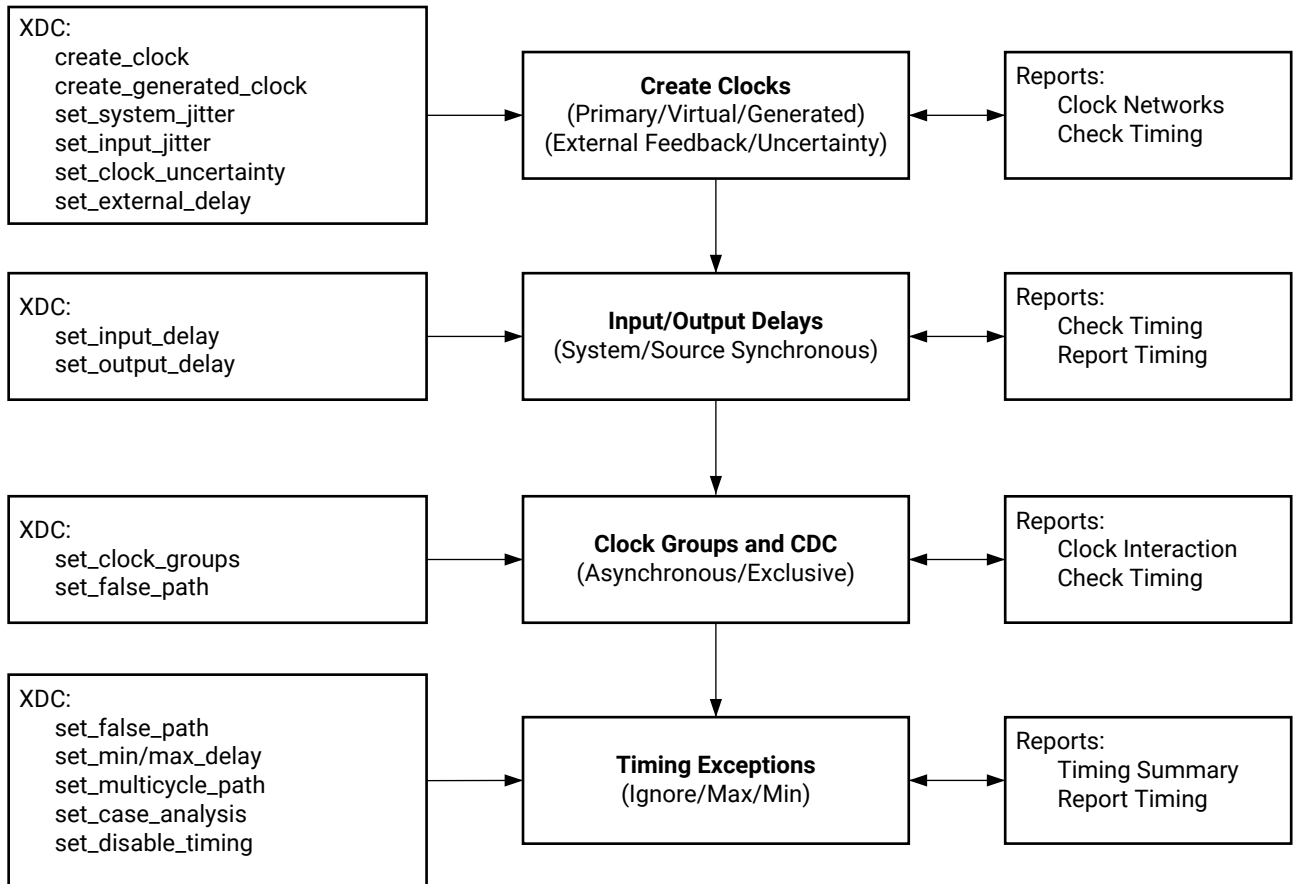 XDC:
create_clock
create_generated_clock
set_system_jitter
set_input_jitter
set_clock_uncertainty
set_external_delay
Create Clocks
(Primary/Virtual/Generated)
(External Feedback/Uncertainty)
Reports:
Clock Networks
Check Timing
XDC:
set_input_delay
set_output_delay
Input/Output Delays
(System/Source Synchronous)
Reports:
Check Timing
Report Timing
XDC:
set_clock_groups
set_false_path
Clock Groups and CDC
(Asynchronous/Exclusive)
Reports:
Clock Interaction
Check Timing
XDC:
set_false_path
set_min/max_delay
set_multicycle_path
set_case_analysis
set_disable_timing
Timing Exceptions
(Ignore/Max/Min)
Reports:
Timing Summary
Report Timing